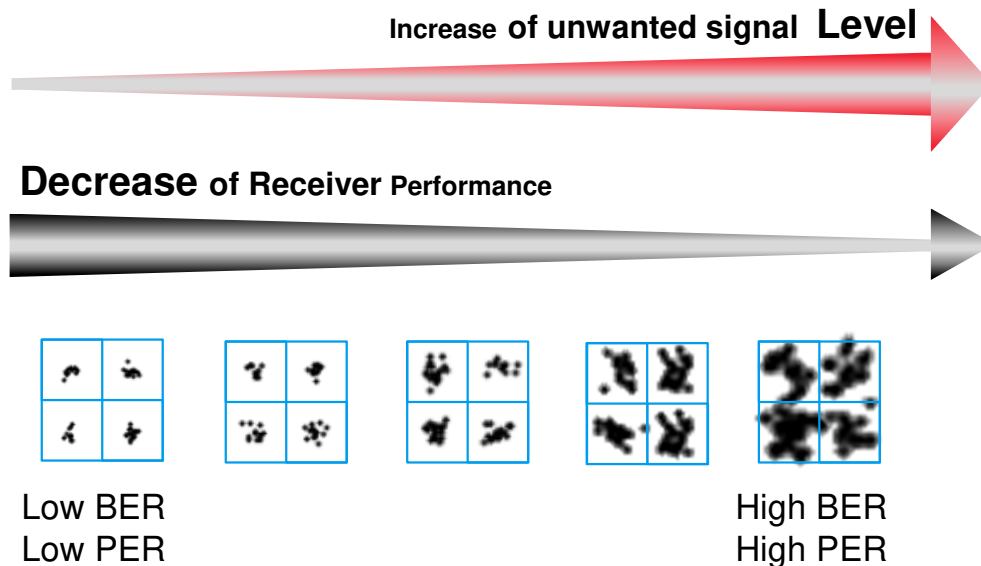 Increase of unwanted signal Level
Decrease of Receiver Performance
Low BER
Low PER
High BER
High PER